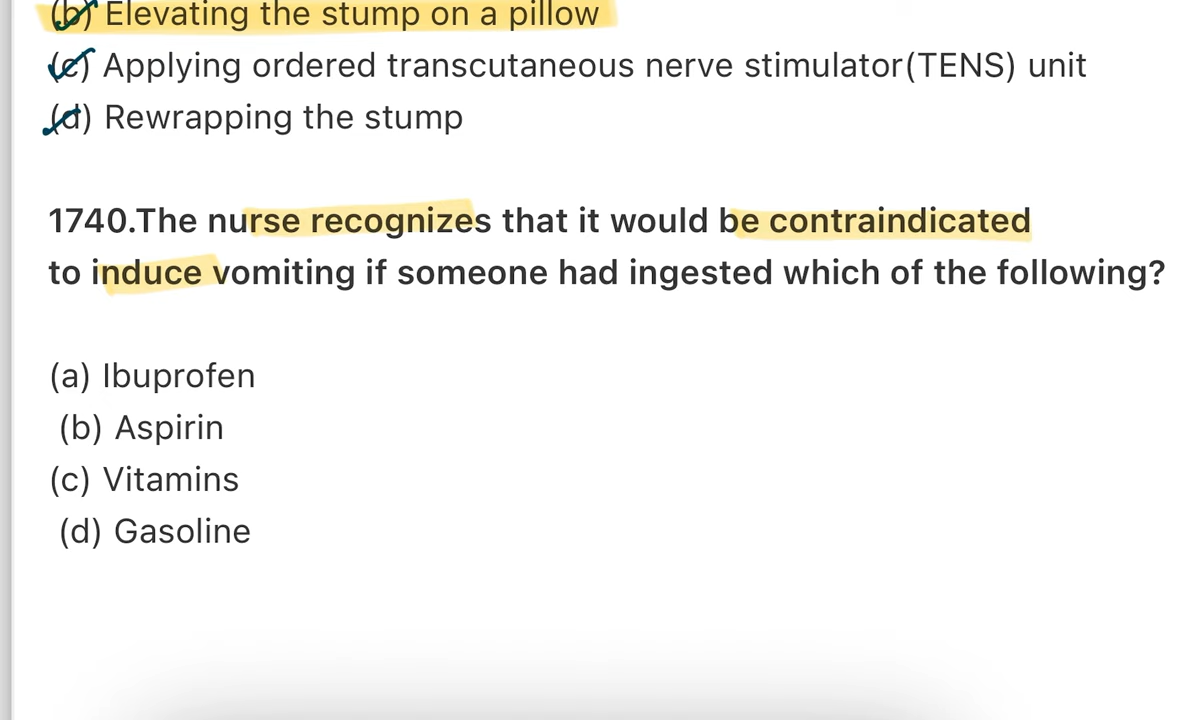 (b) Elevating the stump on a pillow
(c) Applying ordered transcutaneous nerve stimulator(TENS) unit
(d) Rewrapping the stump
1740.The nurse recognizes that it would be contraindicated
to induce vomiting if someone had ingested which of the following?
(a) Ibuprofen
(b) Aspirin
(c) Vitamins
(d) Gasoline